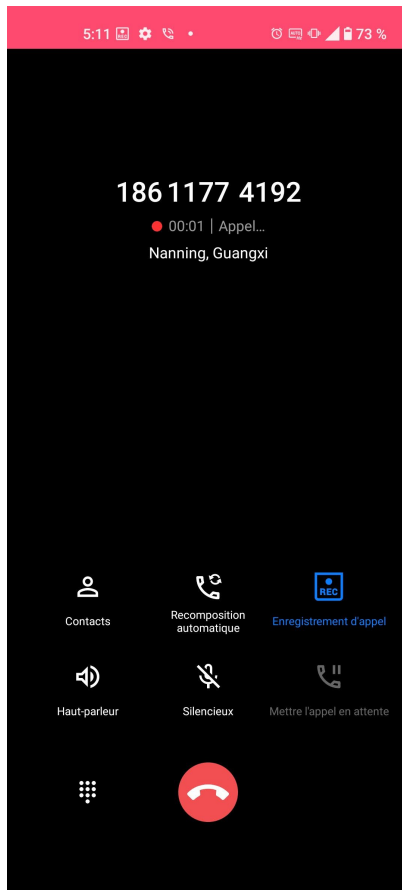 5:11 73 %
186 1177 4192
00:01 | Appel...
Nanning, Guangxi
Contacts
Recomposition
automatique
REC
Enregistrement d'appel
Haut-parleur
Silencieux
Mettre l'appel en attente